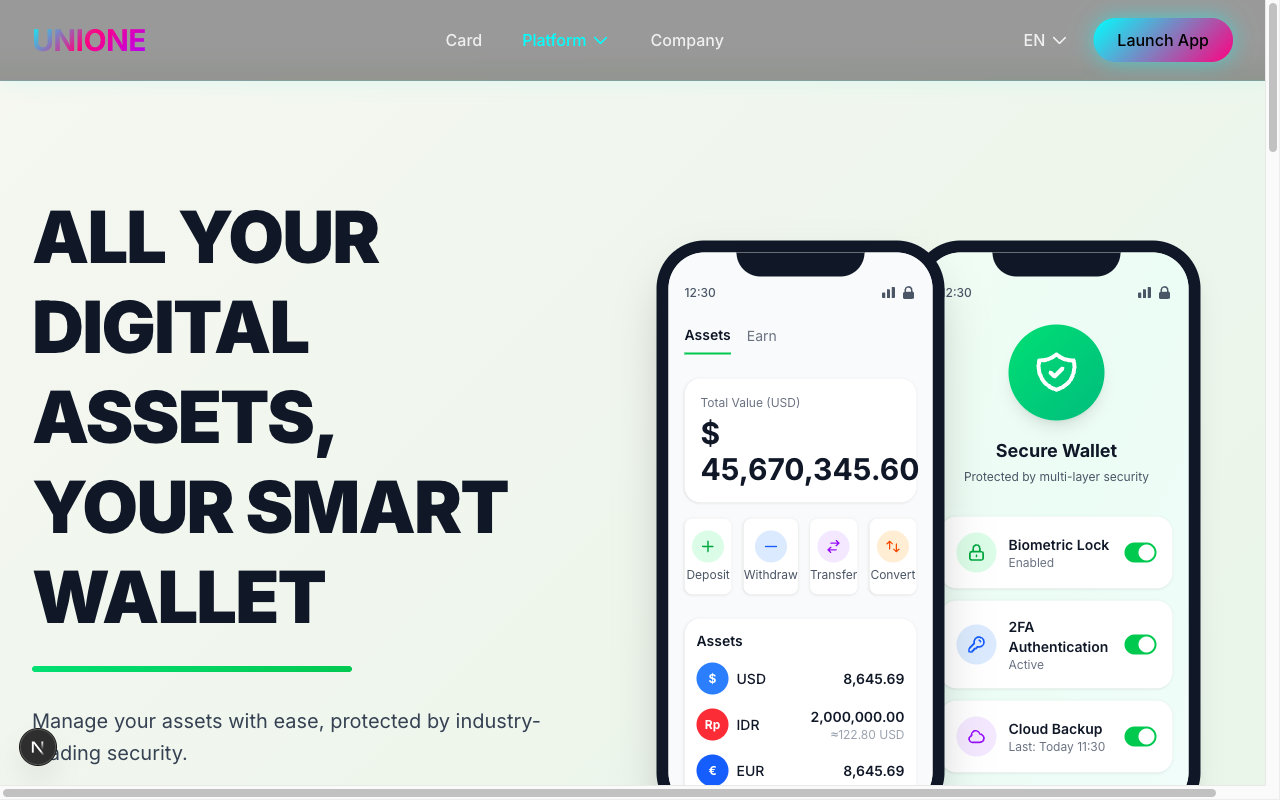 UNIONE
Card
Platform
Company
EN
Launch App
ALL YOUR
DIGITAL
ASSETS,
YOUR SMART
WALLET
Manage your assets with ease, protected by industry-
ading security.
N
12:30
Assets
Earn
Total Value (USD)
$
45,670,345.60
Deposit
Withdraw
Transfer
Convert
Assets
$
USD
8,645.69
Rp
IDR
2,000,000.00
≈122.80 USD
€
EUR
8,645.69
2:30
Secure Wallet
Protected by multi-layer security
Biometric Lock
Enabled
2FA
Authentication
Active
Cloud Backup
Last: Today 11:30